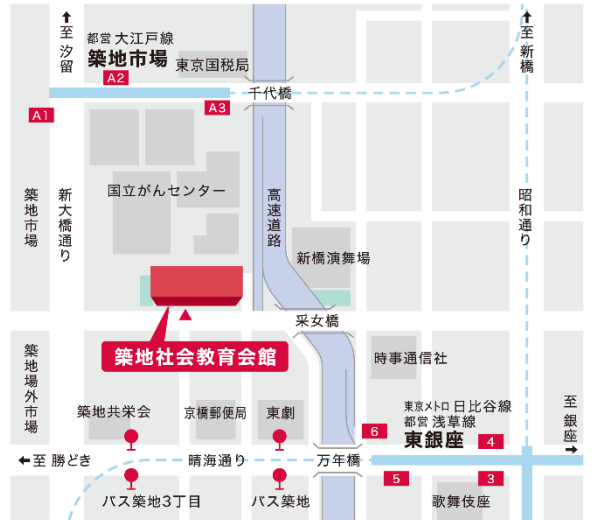 至 汐留
都営 大江戸線
築地市場
A2
東京国税局
至 新橋
千代橋
A1
A3
築地市場
新大橋通り
国立がんセンター
高速道路
新橋演舞場
昭和通り
采女橋
築地社会教育会館
築地場外市場
時事通信社
築地共栄会
京橋郵便局
東劇
東京メトロ 日比谷線
都営 浅草線
東銀座
至 銀座
6
4
至 勝どき
晴海通り
万年橋
5
3
バス築地3丁目
バス築地
歌舞伎座